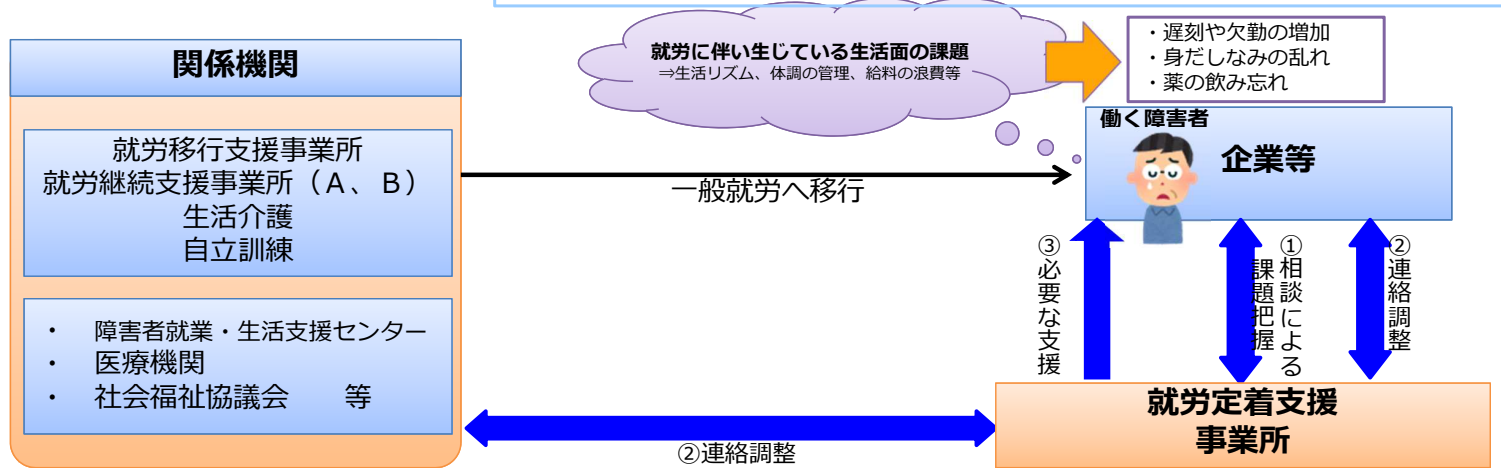 関係機関
就労移行支援事業所
就労継続支援事業所（Ａ、Ｂ）
生活介護
自立訓練
・　障害者就業・生活支援センター
・　医療機関
・　社会福祉協議会　　等
就労に伴い生じている生活面の課題
⇒生活リズム、体調の管理、給料の浪費等
・遅刻や欠勤の増加
・身だしなみの乱れ
・薬の飲み忘れ
働く障害者
企業等
一般就労へ移行
③必要な支援
①相談による
課題把握
②連絡調整
就労定着支援
事業所
②連絡調整